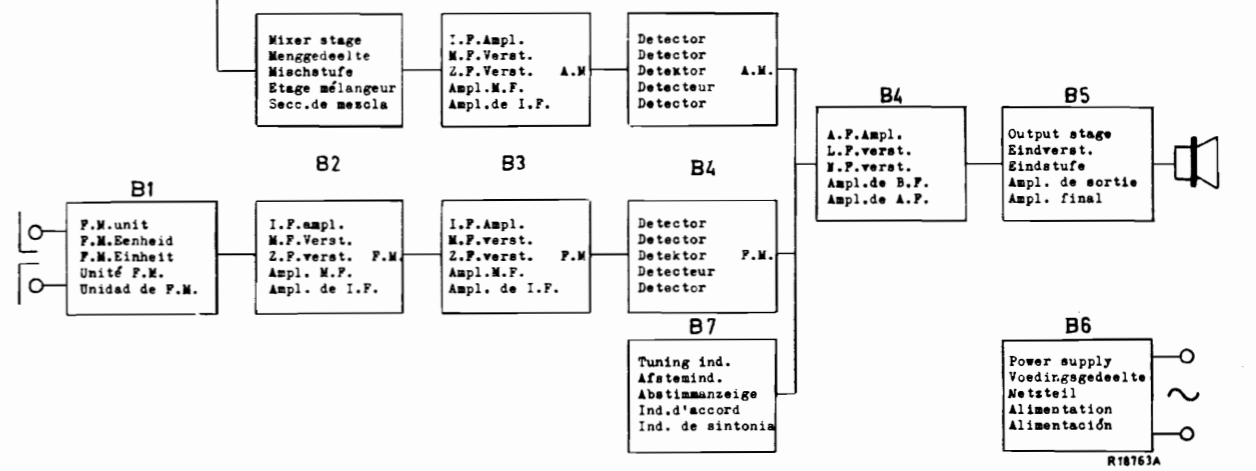 Mixer stage
Menggedeelte
Mischstufe
Etage mélangeur
Secc.de mezcla
I.F.Ampl.
M.F.Verst.
Z.F.Verst. A.M
Ampl.M.F.
Ampl.de I.F.
Detector
Detector
Detektor A.M.
Detecteur
Detector
B4
A.F.Ampl.
L.F.verst.
N.F.verst.
Ampl.de B.F.
Ampl.de A.F.
B5
Output stage
Eindverst.
Endstufe
Ampl. de sortie
Ampl. final
B1
F.M.unit
F.M.Eenheid
F.M.Einheit
Unité F.M.
Unidad de F.M.
B2
I.F.ampl.
M.F.Verst.
Z.F.verst. F.M.
Ampl. M.F.
Ampl. de I.F.
B3
I.F.Ampl.
M.F.verst.
Z.F.verst. F.M
Ampl.M.F.
Ampl. de I.F.
B4
Detector
Detector
Detektor F.M.
Detecteur
Detector
B7
Tuning ind.
Afstemind.
Abstimmanzeige
Ind.d'accord
Ind. de sintonia
B6
Power supply
Voedingsgedeelte
Netzteil
Alimentation
Alimentación
R18763A